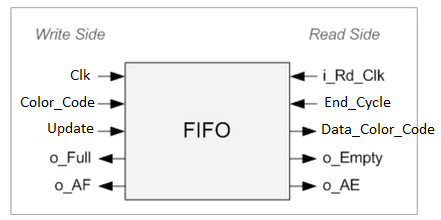 Write Side Read Side
Clk i_Rd_Clk
Color_Code End_Cycle
Update FIFO Data_Color_Code
o_Full o_Empty
o_AF o_AE